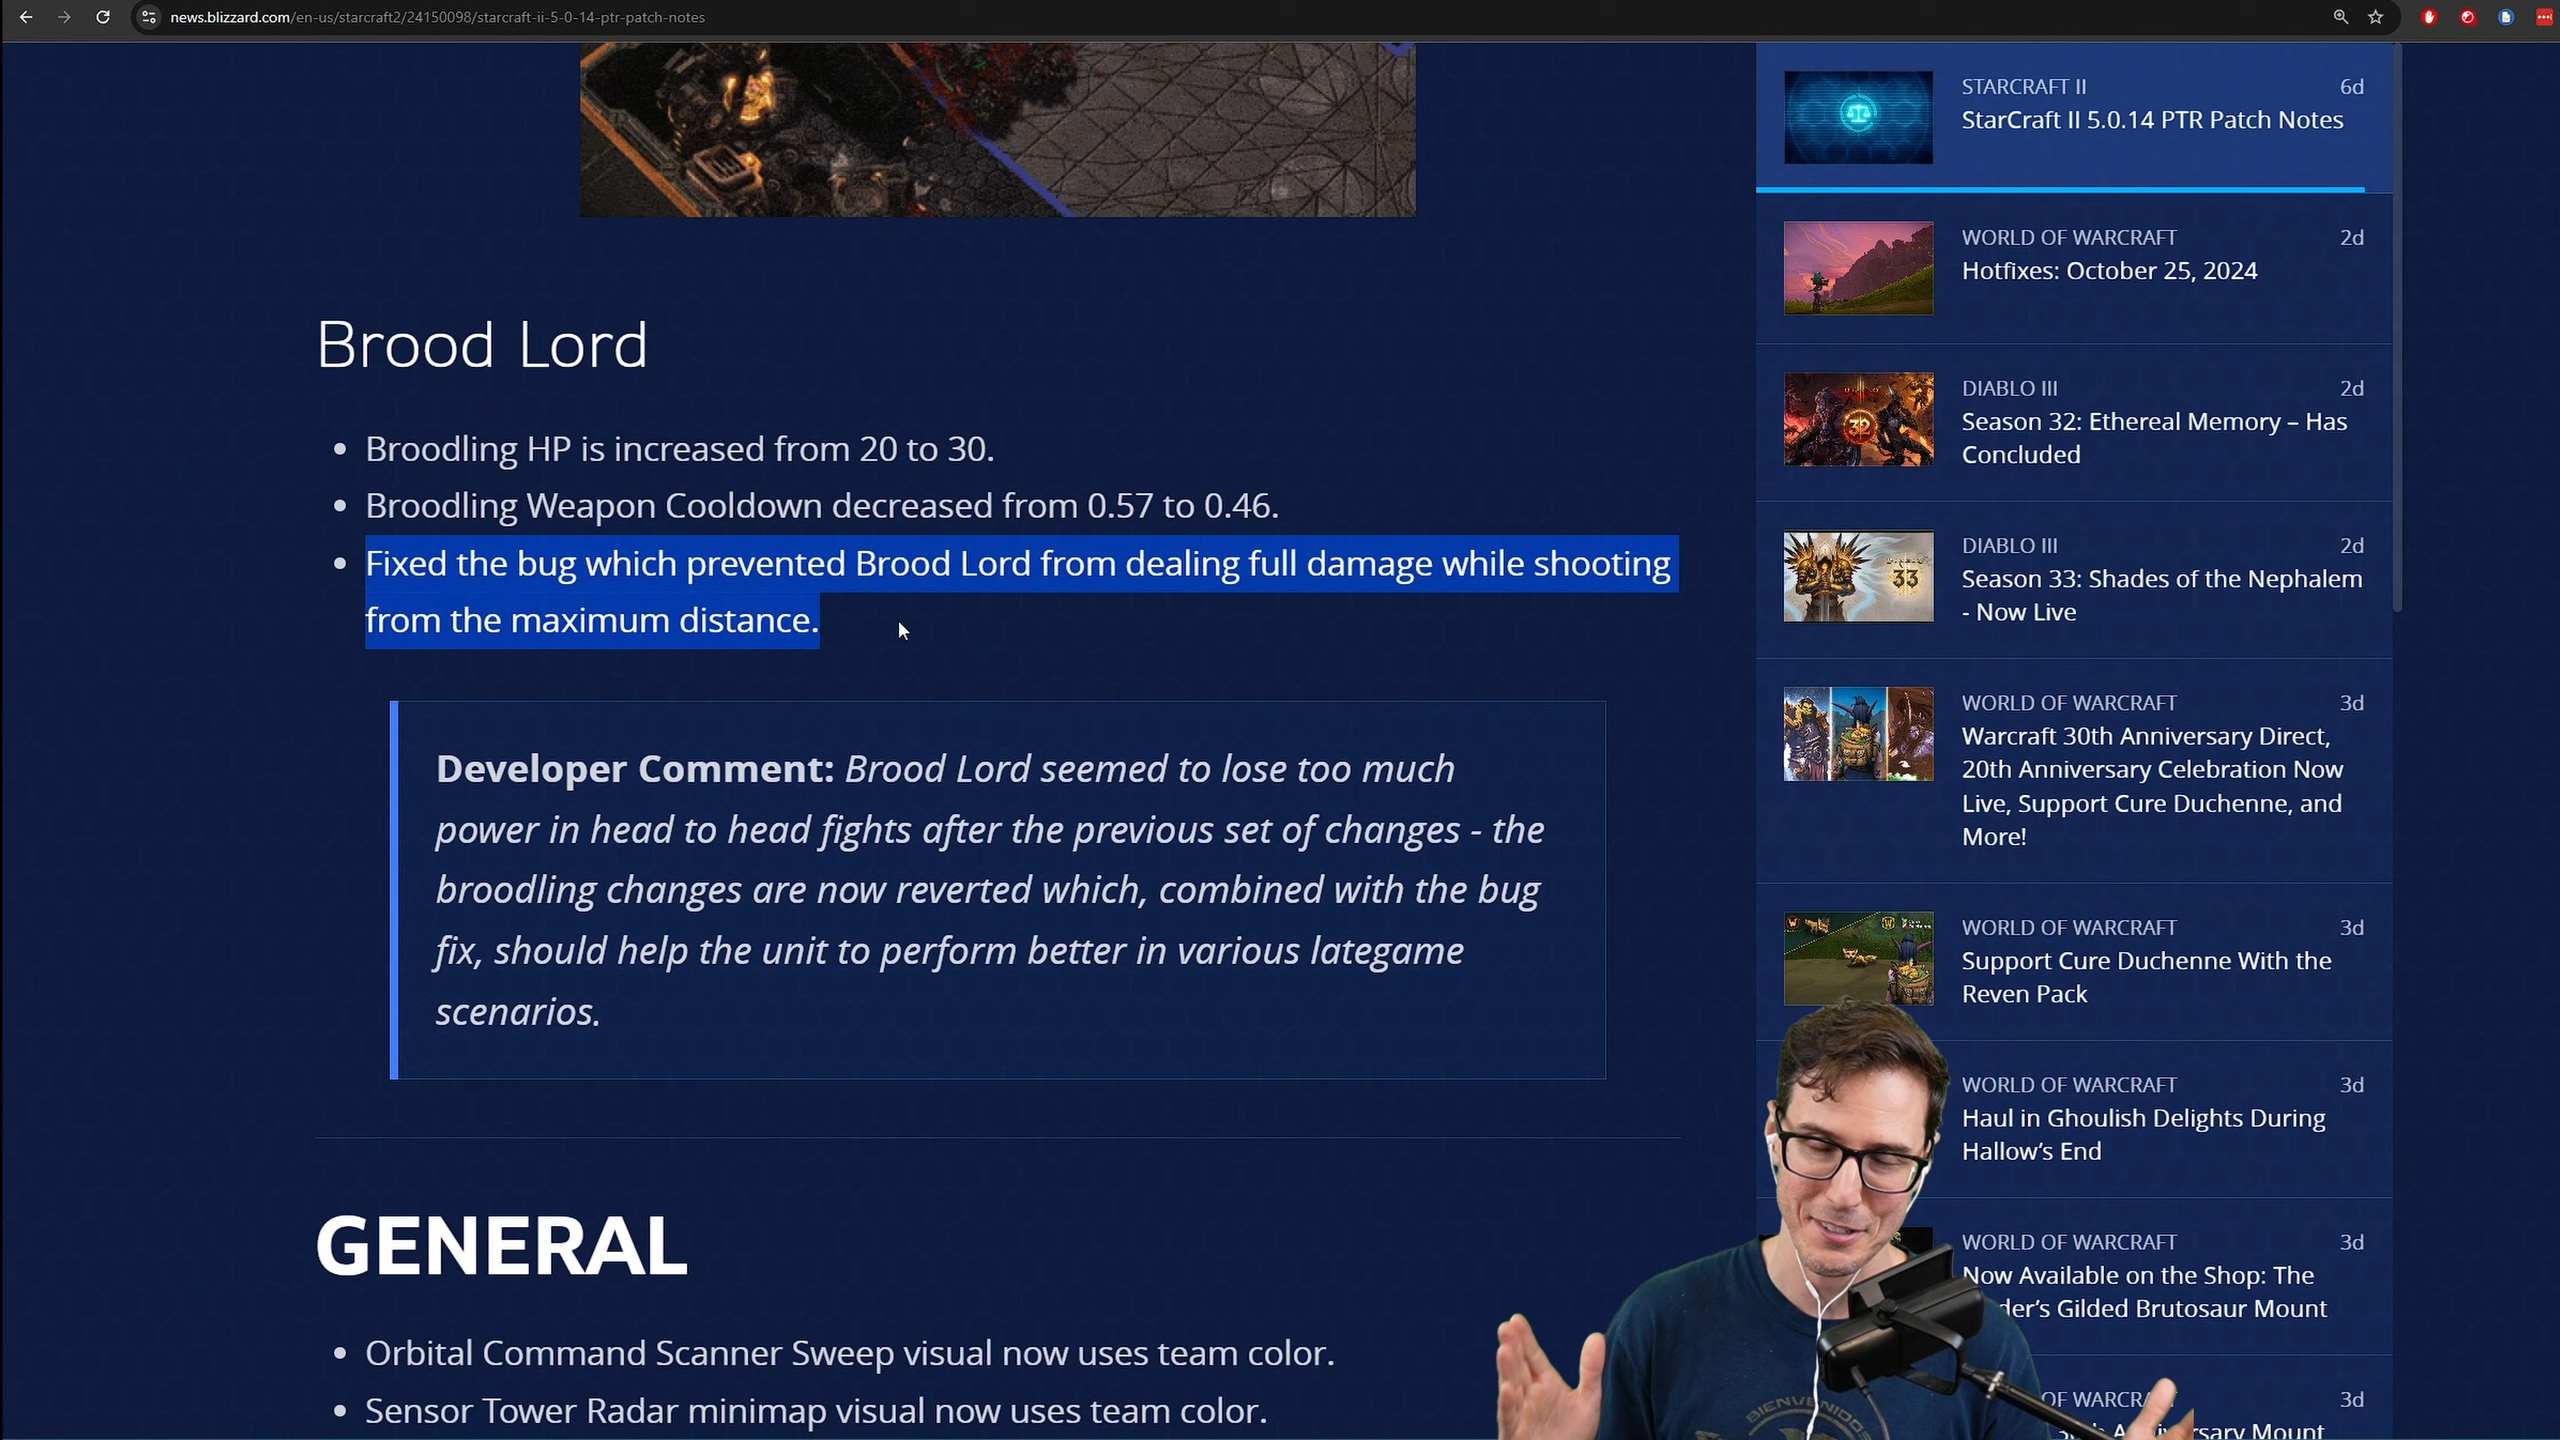 news.blizzard.com/en-us/starcraft2/24150098/starcraft-ii-5-0-14-ptr-patch-notes
Brood Lord
Broodling HP is increased from 20 to 30.
Broodling Weapon Cooldown decreased from 0.57 to 0.46.
Fixed the bug which prevented Brood Lord from dealing full damage while shooting
from the maximum distance.
Developer Comment: Brood Lord seemed to lose too much
power in head to head fights after the previous set of changes - the
broodling changes are now reverted which, combined with the bug
fix, should help the unit to perform better in various lategame
scenarios.
GENERAL
Orbital Command Scanner Sweep visual now uses team color.
Sensor Tower Radar minimap visual now uses team color.
STARCRAFT II 6d
StarCraft II 5.0.14 PTR Patch Notes
WORLD OF WARCRAFT 2d
Hotfixes: October 25, 2024
DIABLO III 2d
Season 32: Ethereal Memory – Has
Concluded
32
DIABLO III 2d
Season 33: Shades of the Nephalem
- Now Live
33
WORLD OF WARCRAFT 3d
Warcraft 30th Anniversary Direct,
20th Anniversary Celebration Now
Live, Support Cure Duchenne, and
More!
WORLD OF WARCRAFT 3d
Support Cure Duchenne With the
Reven Pack
WORLD OF WARCRAFT 3d
Haul in Ghoulish Delights During
Hallow's End
WORLD OF WARCRAFT 3d
Now Available on the Shop: The
Gilded Brutosaur Mount
OF 3d
Mount
BIENVENIDOS